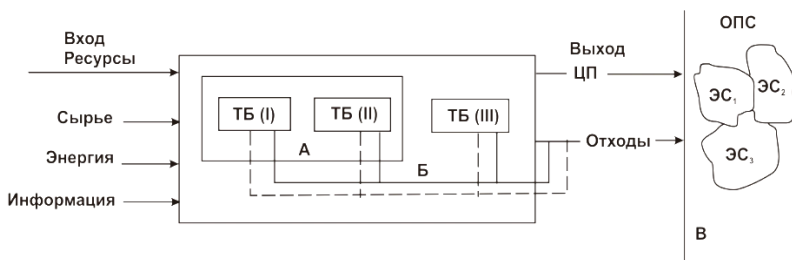 Вход
Ресурсы
Сырье
Энергия
Информация
ТБ (I)
ТБ (II)
ТБ (III)
А
Б
Выход
ЦП
Отходы
ОПС
ЭС1
ЭС2
ЭС3
В